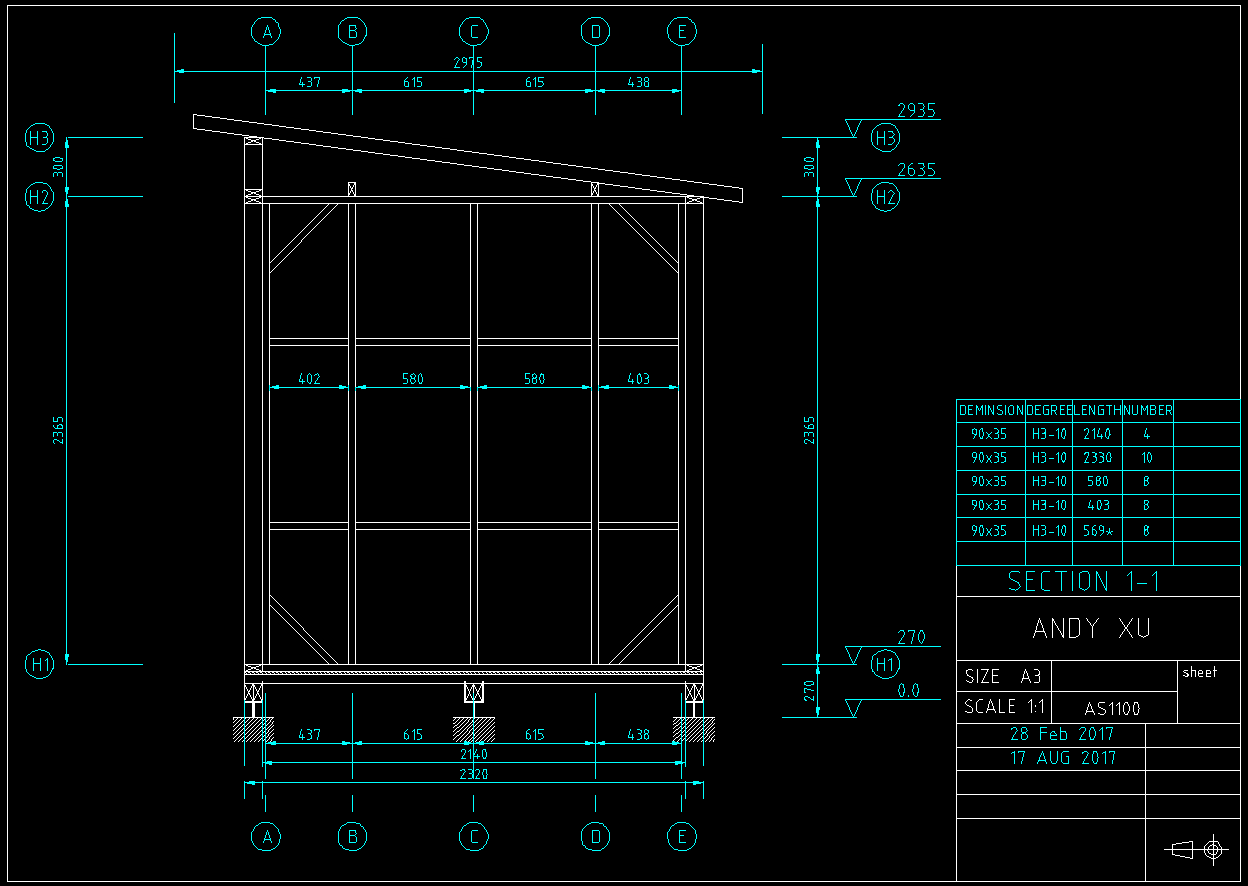 A B C D E
2975
437 615 615 438
2935
H3 H3
300 300
2635
H2 H2
402 580 580 403
2365 2365
DEMINSION DEGREE LENGTH NUMBER
90x35 H3-10 2140 4
90x35 H3-10 2330 10
90x35 H3-10 580 8
90x35 H3-10 403 8
90x35 H3-10 569* 8
SECTION 1-1
ANDY XU
270
H1 H1
SIZE A3 sheet
270 0.0
SCALE 1:1 AS1100
437 615 615 438
28 Feb 2017
2140
17 AUG 2017
2320
A B C D E